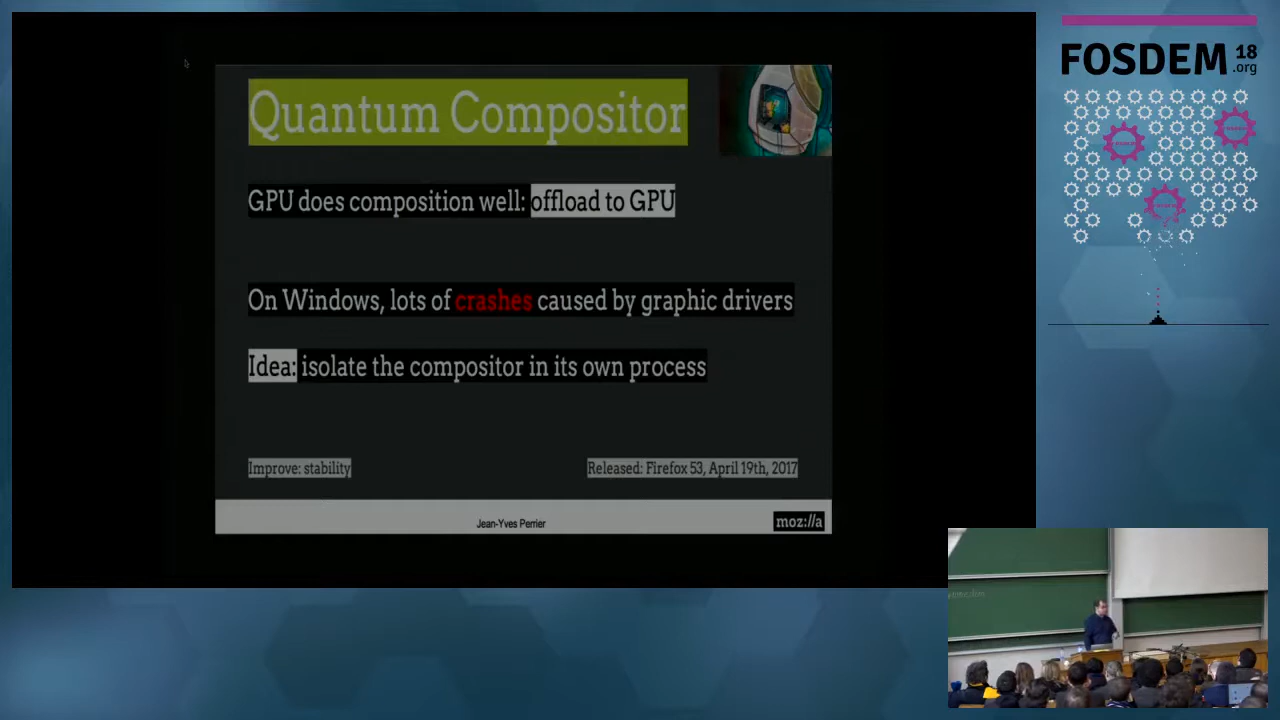 Quantum Compositor
GPU does composition well: offload to GPU
On Windows, lots of crashes caused by graphic drivers
Idea: isolate the compositor in its own process
Improve: stability
Released: Firefox 53, April 19th, 2017
Jean-Yves Perrier
moz://a
FOSDEM 18
.org